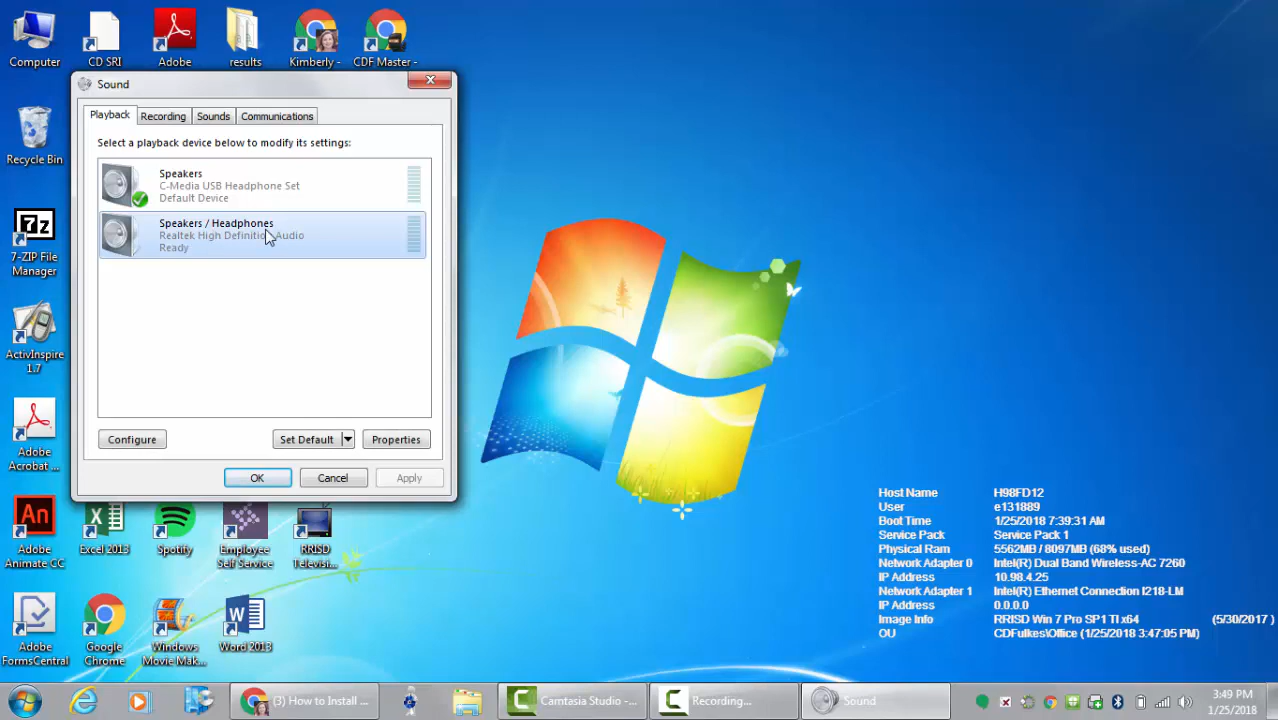 Computer
CD SRI
Adobe
results
Kimberly -
CDF Master -
Sound
Playback
Recording
Sounds
Communications
Select a playback device below to modify its settings:
Speakers
C-Media USB Headphone Set
Default Device
Speakers / Headphones
Realtek High Definition Audio
Ready
Configure
Set Default
Properties
OK
Cancel
Apply
Recycle Bin
7z
7-ZIP File
Manager
ActivInspire
1.7
Adobe
Acrobat ...
An
Adobe
Animate CC
Excel 2013
Spotify
Employee
Self Service
RRISD
Televisi...
Adobe
FormsCentral
Google
Chrome
Windows
Movie Mak...
Word 2013
Host Name H98FD12
User e131889
Boot Time 1/25/2018 7:39:31 AM
Service Pack Service Pack 1
Physical Ram 5562MB / 8097MB (68% used)
Network Adapter 0 Intel(R) Dual Band Wireless-AC 7260
IP Address 10.98.4.25
Network Adapter 1 Intel(R) Ethernet Connection I218-LM
IP Address 0.0.0.0
Image Info RRISD Win 7 Pro SP1 TI x64 (5/30/2017 )
OU CDFulkes\Office (1/25/2018 3:47:05 PM)
(3) How to Install ...
Camtasia Studio -...
Recording...
Sound
3:49 PM
1/25/2018